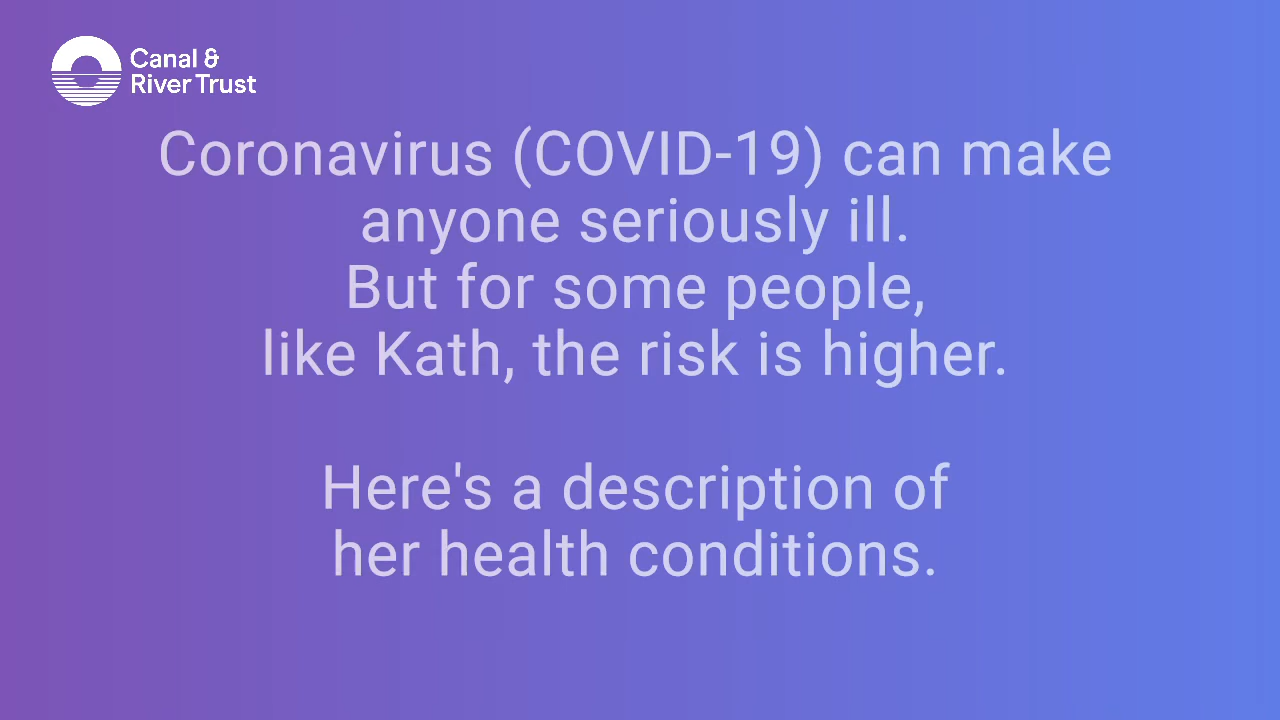 Canal &
River Trust
Coronavirus (COVID-19) can make
anyone seriously ill.
But for some people,
like Kath, the risk is higher.
Here's a description of
her health conditions.